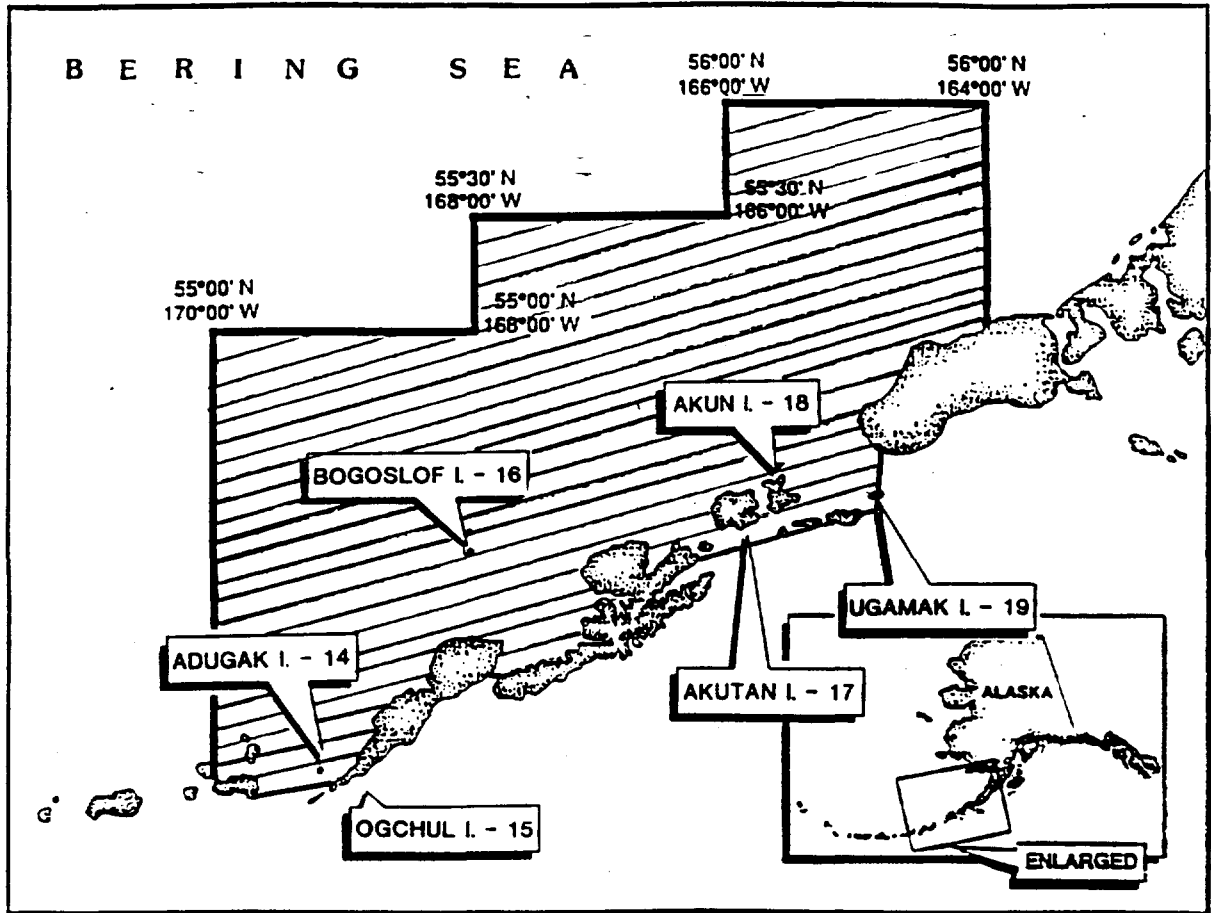 BERING SEA
56°00' N
166°00' W
56°00' N
164°00' W
55°30' N
168°00' W
55°30' N
166°00' W
55°00' N
170°00' W
55°00' N
168°00' W
AKUN I. - 18
BOGOSLOF I. - 16
UGAMAK I. - 19
ADUGAK I. - 14
AKUTAN I. - 17
ALASKA
OGCHUL I. - 15
ENLARGED